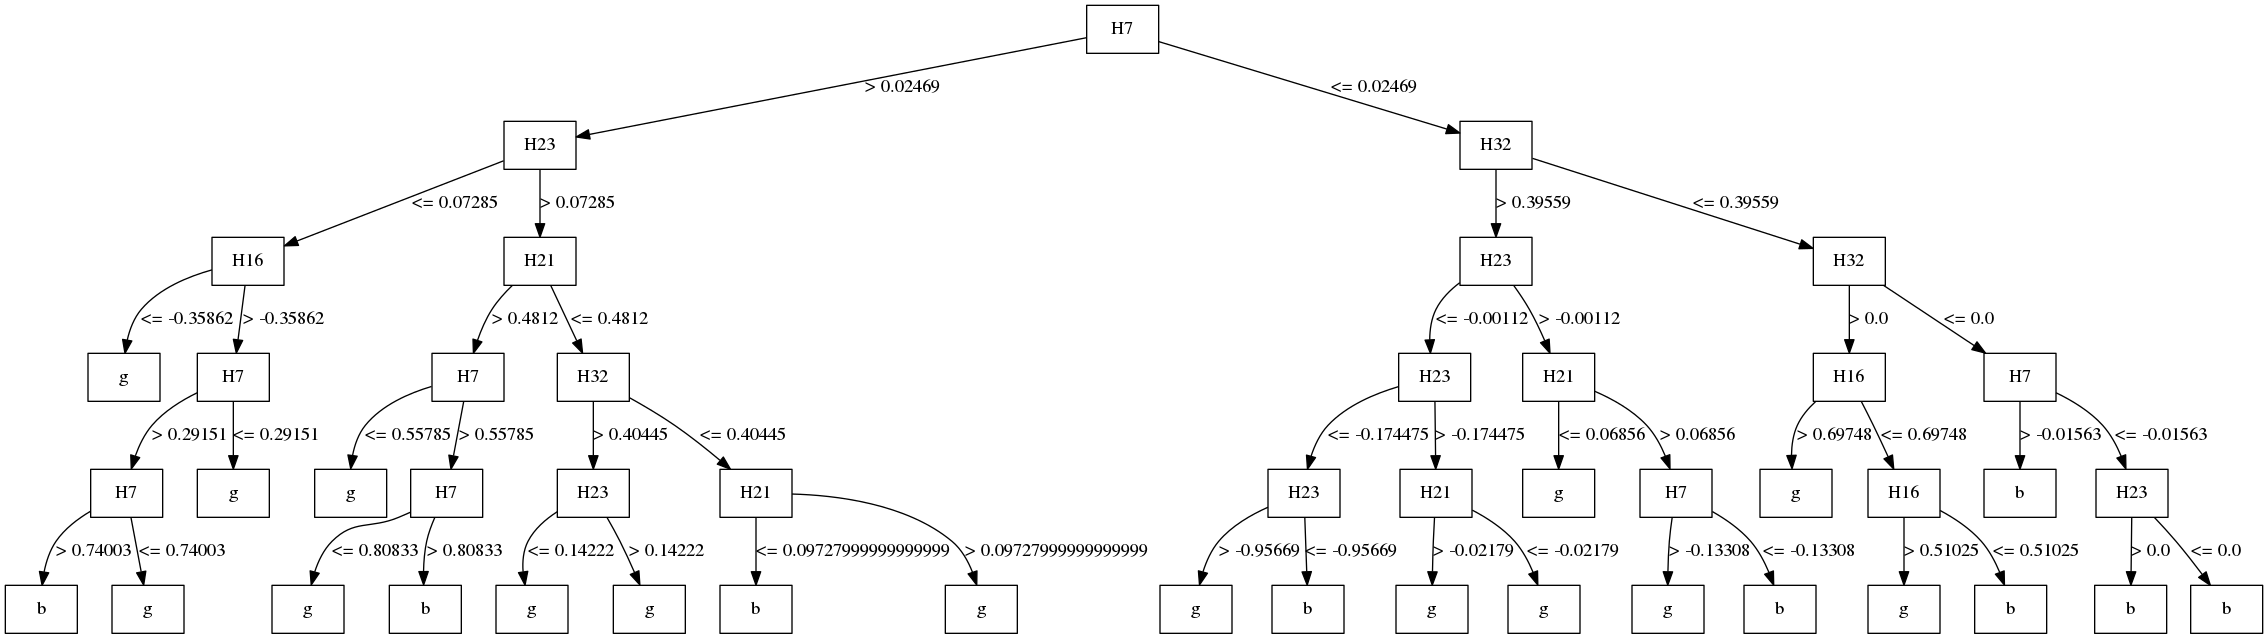 H7
> 0.02469 <= 0.02469
H23 H32
<= 0.07285 > 0.07285 > 0.39559 <= 0.39559
H16 H21 H23 H32
<= -0.35862 > -0.35862 > 0.4812 <= 0.4812 <= -0.00112 > -0.00112 > 0.0 <= 0.0
g H7 H7 H32 H23 H21 H16 H7
> 0.29151 <= 0.29151 <= 0.55785 > 0.55785 > 0.40445 <= 0.40445 <= -0.174475 > -0.174475 <= 0.06856 > 0.06856 > 0.69748 <= 0.69748 > -0.01563 <= -0.01563
H7 g g H7 H23 H21 H23 H21 g H7 g H16 b H23
> 0.74003 <= 0.74003 <= 0.80833 > 0.80833 <= 0.14222 > 0.14222 <= 0.09727999999999999 > 0.09727999999999999 > -0.95669 <= -0.95669 > -0.02179 <= -0.02179 > -0.13308 <= -0.13308 > 0.51025 <= 0.51025 > 0.0 <= 0.0
b g g b g g b g g b g g g b g b b b